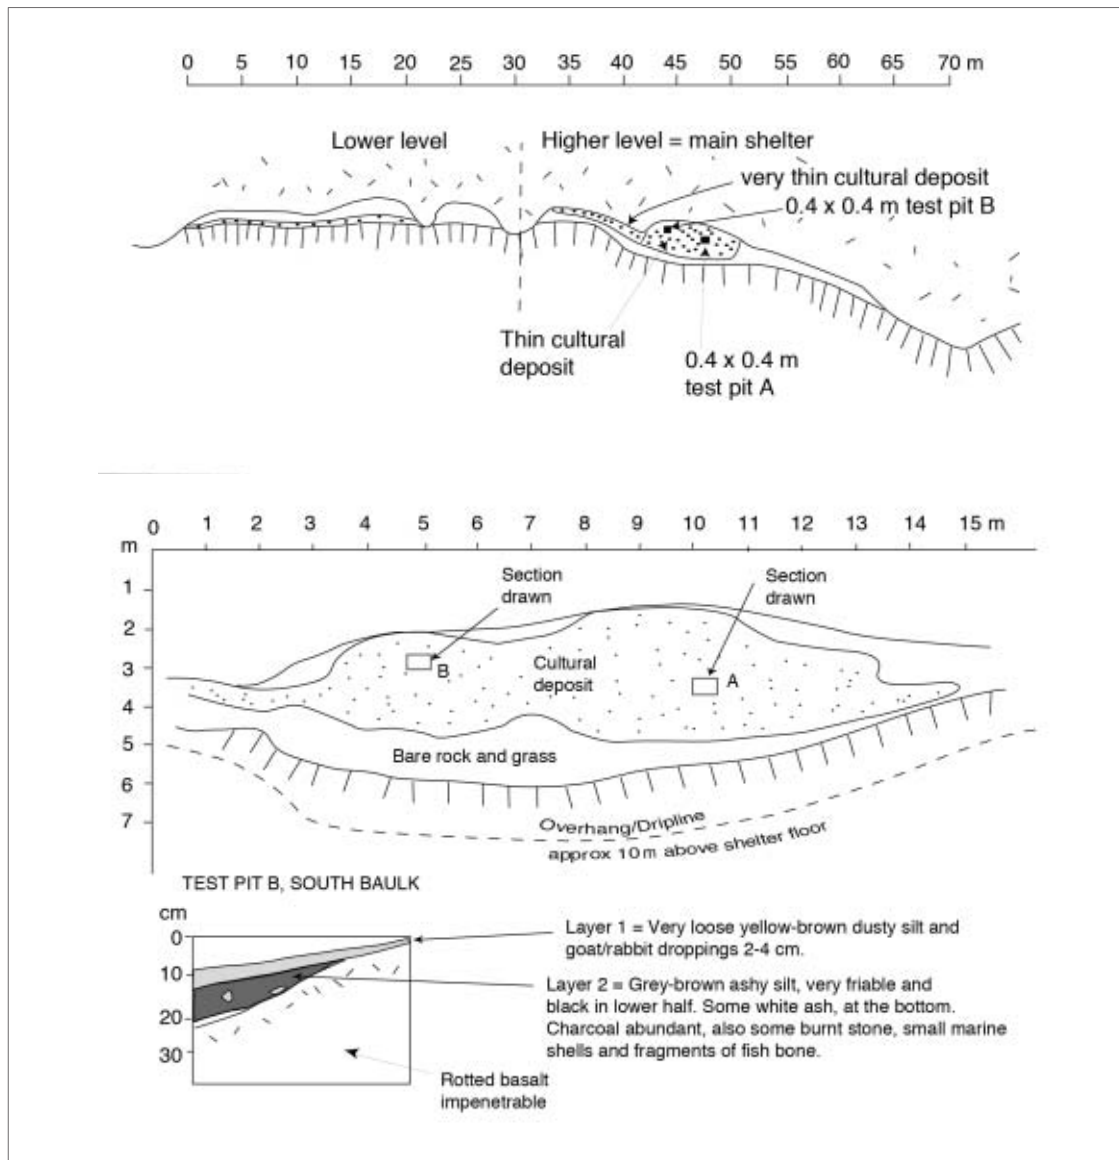 0 5 10 15 20 25 30 35 40 45 50 55 60 65 70 m
Lower level
Higher level = main shelter
very thin cultural deposit
0.4 x 0.4 m test pit B
Thin cultural
deposit
0.4 x 0.4 m
test pit A
0 1 2 3 4 5 6 7 8 9 10 11 12 13 14 15 m
m
1
2
3
4
5
6
7
Section
drawn
Section
drawn
B
Cultural
deposit
A
Bare rock and grass
Overhang/Dripline
approx 10m above shelter floor
TEST PIT B, SOUTH BAULK
cm
0
10
20
30
Layer 1 = Very loose yellow-brown dusty silt and
goat/rabbit droppings 2-4 cm.
Layer 2 = Grey-brown ashy silt, very friable and
black in lower half. Some white ash, at the bottom.
Charcoal abundant, also some burnt stone, small marine
shells and fragments of fish bone.
Rotted basalt
impenetrable